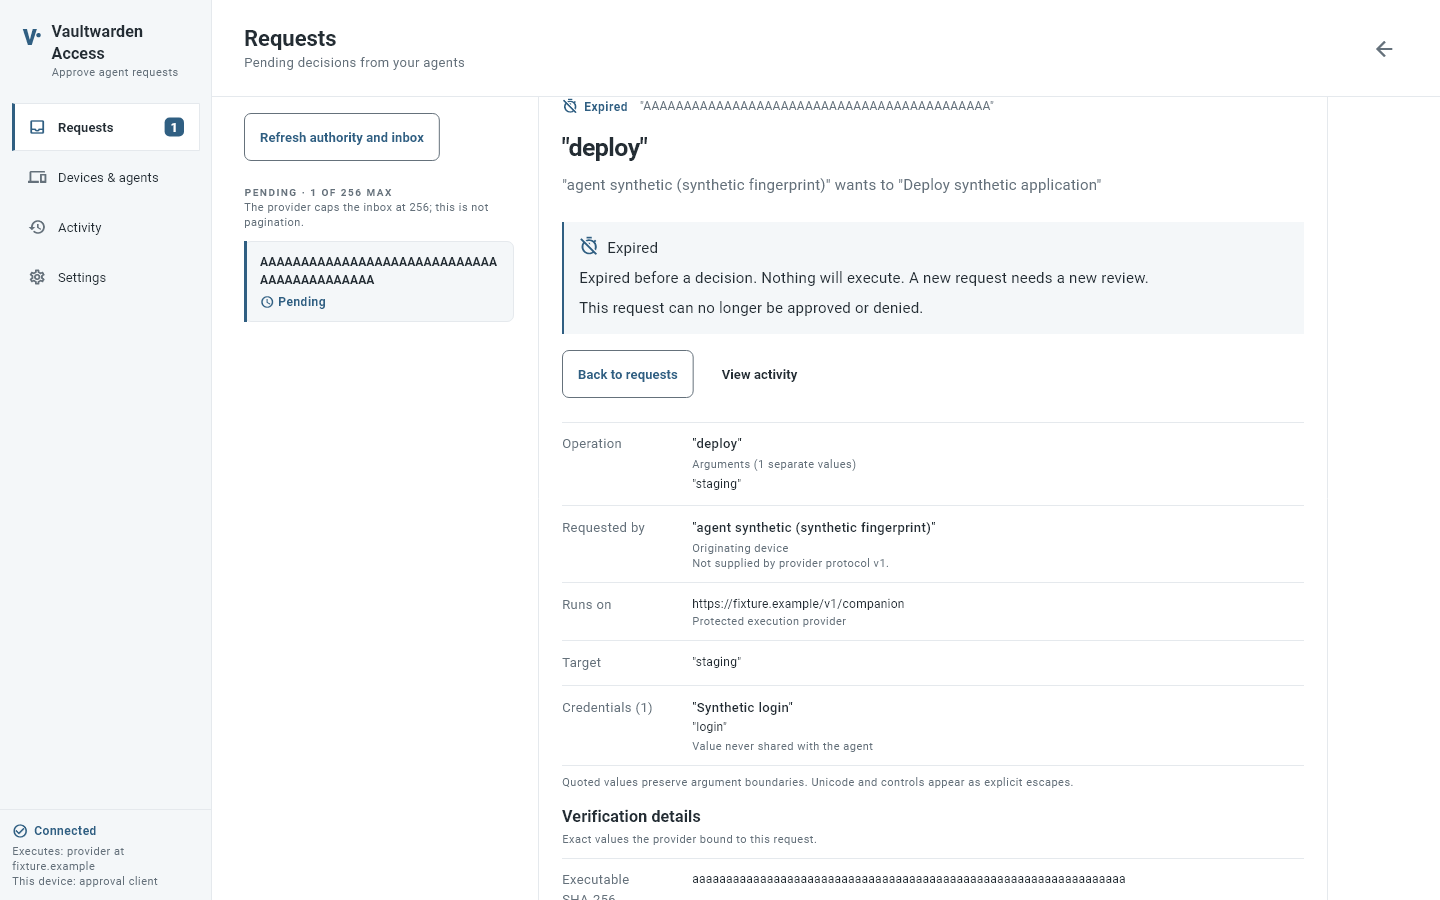 Vaultwarden
Access
Approve agent requests
Requests
1
Devices & agents
Activity
Settings
Connected
Executes: provider at
fixture.example
This device: approval client
Requests
Pending decisions from your agents
Refresh authority and inbox
PENDING · 1 OF 256 MAX
The provider caps the inbox at 256; this is not
pagination.
AAAAAAAAAAAAAAAAAAAAAAAAAAAAA
AAAAAAAAAAAAAA
Pending
Expired
"AAAAAAAAAAAAAAAAAAAAAAAAAAAAAAAAAAAAAAAAAAA"
"deploy"
"agent synthetic (synthetic fingerprint)" wants to "Deploy synthetic application"
Expired
Expired before a decision. Nothing will execute. A new request needs a new review.
This request can no longer be approved or denied.
Back to requests
View activity
Operation
"deploy"
Arguments (1 separate values)
"staging"
Requested by
"agent synthetic (synthetic fingerprint)"
Originating device
Not supplied by provider protocol v1.
Runs on
https://fixture.example/v1/companion
Protected execution provider
Target
"staging"
Credentials (1)
"Synthetic login"
"login"
Value never shared with the agent
Quoted values preserve argument boundaries. Unicode and controls appear as explicit escapes.
Verification details
Exact values the provider bound to this request.
Executable
SHA-256
aaaaaaaaaaaaaaaaaaaaaaaaaaaaaaaaaaaaaaaaaaaaaaaaaaaaaaaaaaaaaaaa